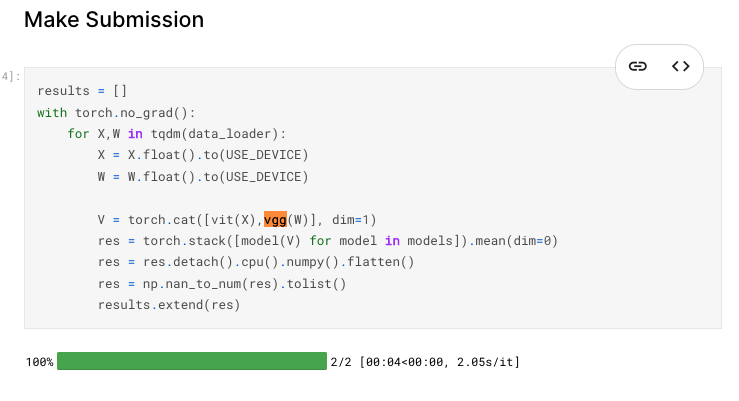 Make Submission
4]:
results = []
with torch.no_grad():
    for X,W in tqdm(data_loader):
        X = X.float().to(USE_DEVICE)
        W = W.float().to(USE_DEVICE)

        V = torch.cat([vit(X),vgg(W)], dim=1)
        res = torch.stack([model(V) for model in models]).mean(dim=0)
        res = res.detach().cpu().numpy().flatten()
        res = np.nan_to_num(res).tolist()
        results.extend(res)
100% 2/2 [00:04<00:00, 2.05s/it]